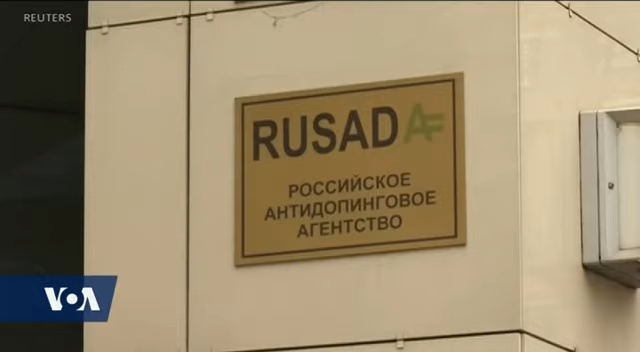 REUTERS
RUSADA
РОССИЙСКОЕ
АНТИДОПИНГОВОЕ
АГЕНТСТВО
VOA